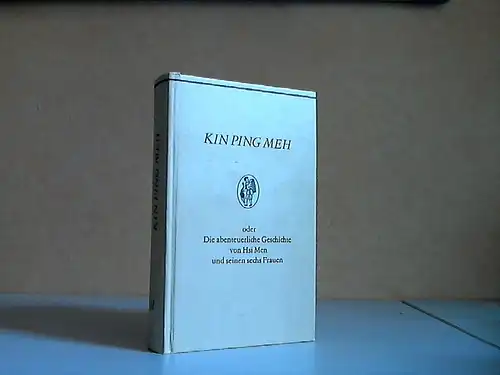 KIN PING MEH
KIN PING MEH
oder
Die abenteuerliche Geschichte
von Hsi Men
und seinen sechs Frauen